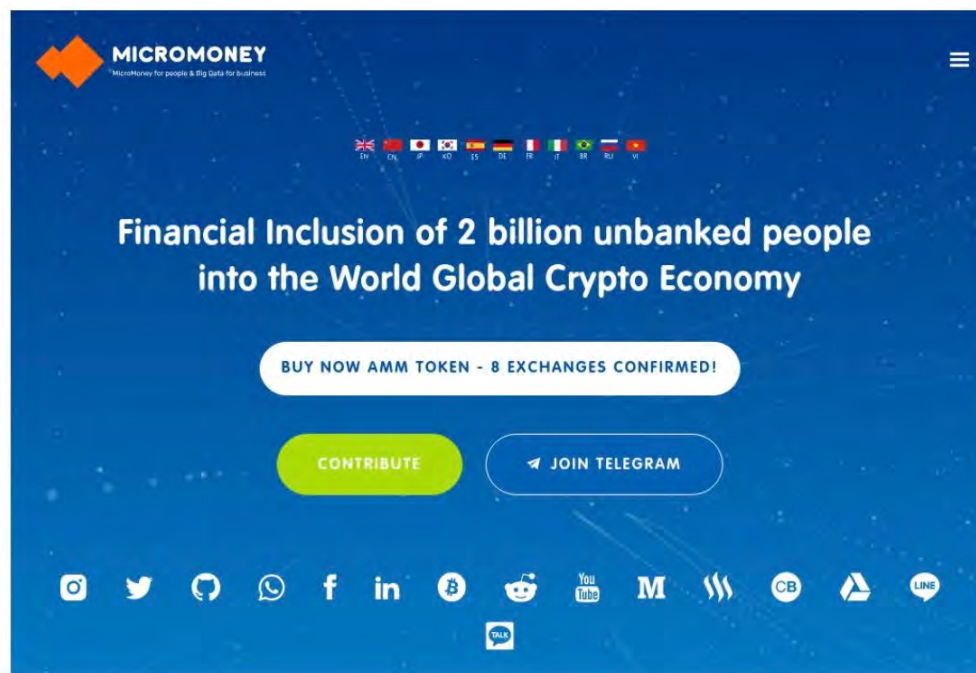 MICROMONEY
MicroMoney for people & Big Data for business
EN CN JP KO ES DE FR IT BR RU VI
Financial Inclusion of 2 billion unbanked people
into the World Global Crypto Economy
BUY NOW AMM TOKEN - 8 EXCHANGES CONFIRMED!
CONTRIBUTE
JOIN TELEGRAM
f in You Tube M CB LINE
TALK